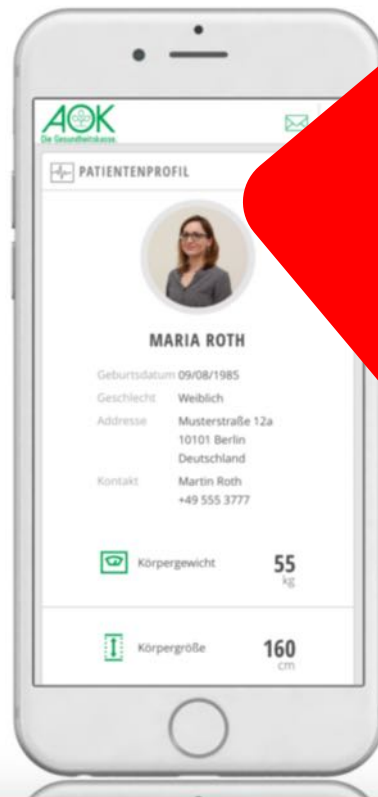 AOK
Die Gesundheitskasse.
PATIENTENPROFIL
MARIA ROTH
Geburtsdatum 09/08/1985
Geschlecht Weiblich
Addresse Musterstraße 12a
10101 Berlin
Deutschland
Kontakt Martin Roth
+49 555 3777
Körpergewicht 55
kg
Körpergröße 160
cm